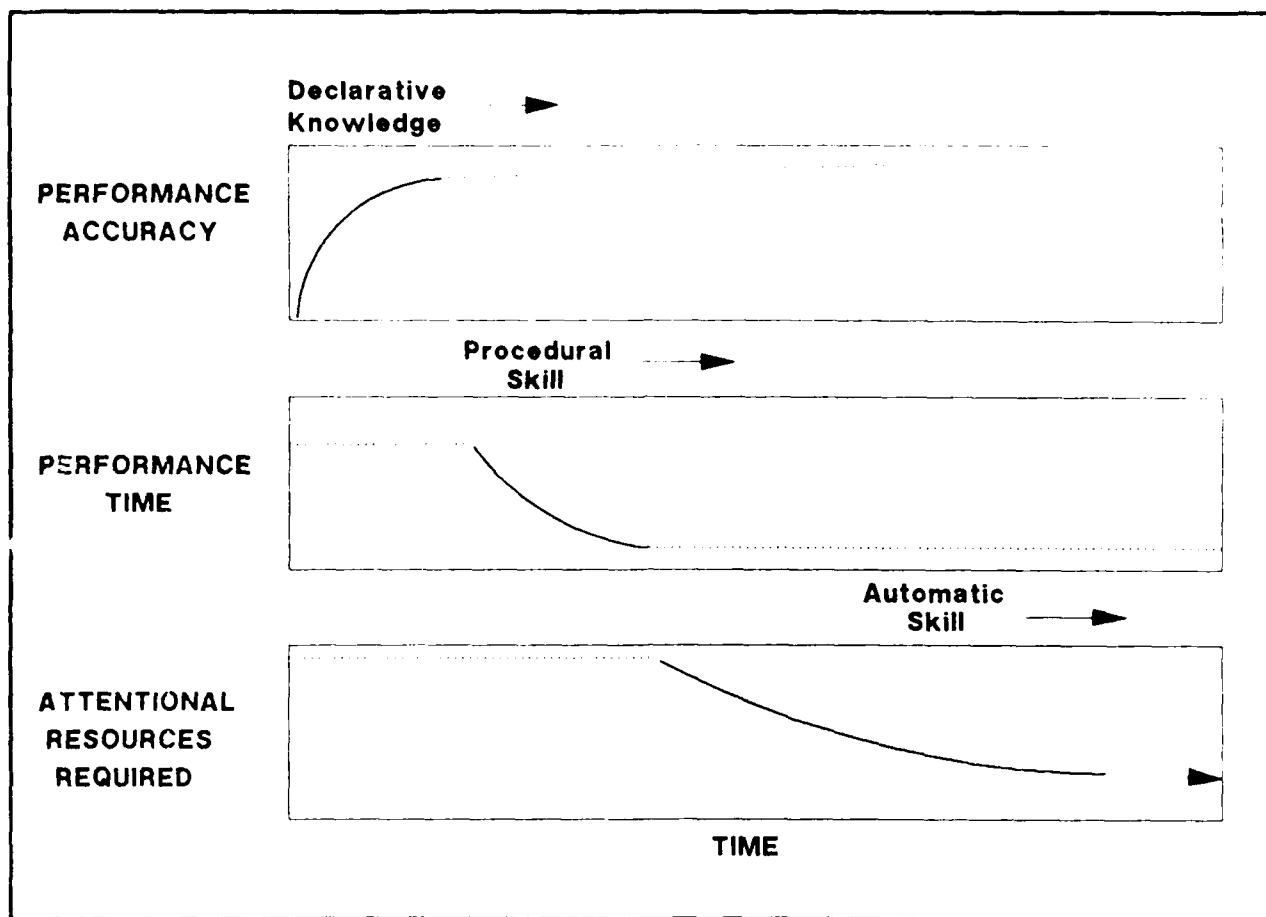 Declarative
Knowledge
PERFORMANCE
ACCURACY
Procedural
Skill
PERFORMANCE
TIME
Automatic
Skill
ATTENTIONAL
RESOURCES
REQUIRED
TIME